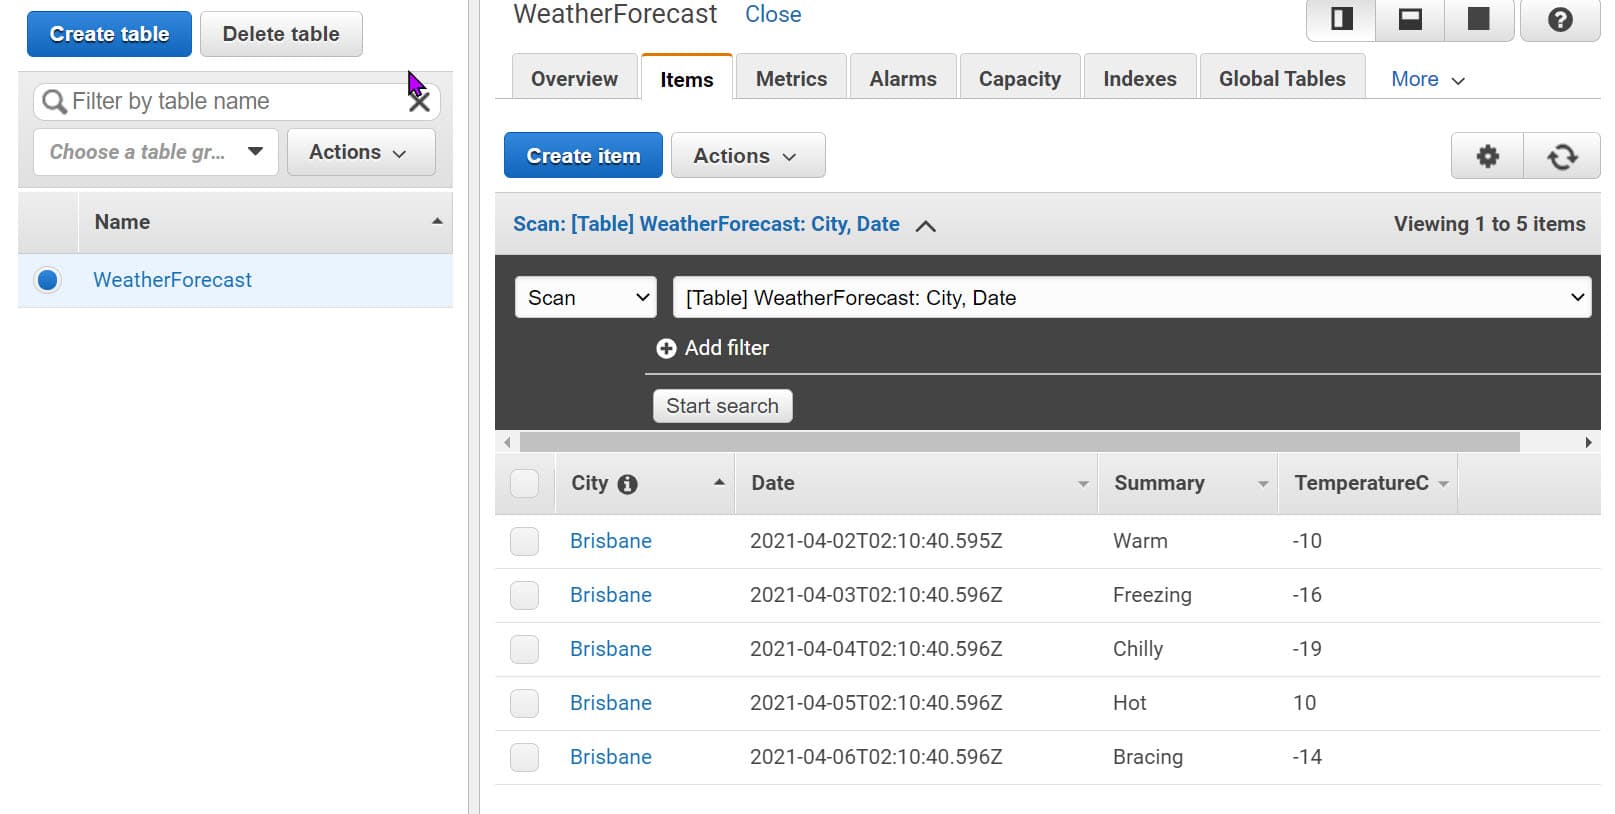 Create table Delete table
Filter by table name
Choose a table gr... Actions
Name
WeatherForecast
WeatherForecast Close
Overview Items Metrics Alarms Capacity Indexes Global Tables More
Create item Actions
Scan: [Table] WeatherForecast: City, Date Viewing 1 to 5 items
Scan [Table] WeatherForecast: City, Date
Add filter
Start search
City Date Summary TemperatureC
Brisbane 2021-04-02T02:10:40.595Z Warm -10
Brisbane 2021-04-03T02:10:40.596Z Freezing -16
Brisbane 2021-04-04T02:10:40.596Z Chilly -19
Brisbane 2021-04-05T02:10:40.596Z Hot 10
Brisbane 2021-04-06T02:10:40.596Z Bracing -14